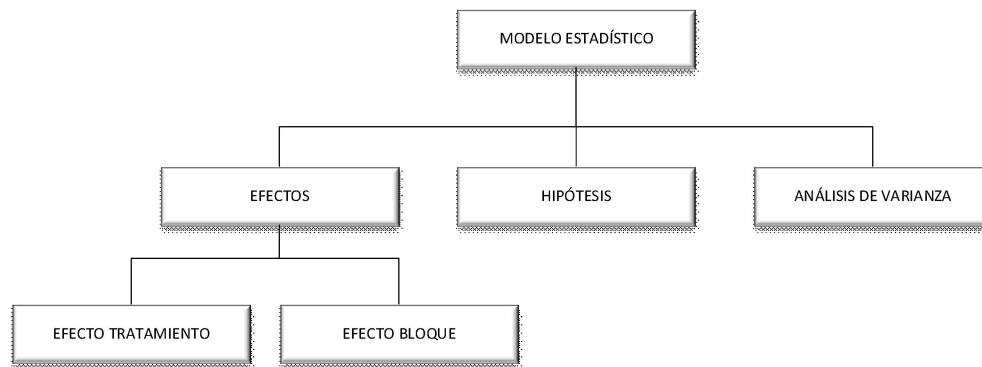 MODELO ESTADÍSTICO
EFECTOS
HIPÓTESIS
ANÁLISIS DE VARIANZA
EFECTO TRATAMIENTO
EFECTO BLOQUE